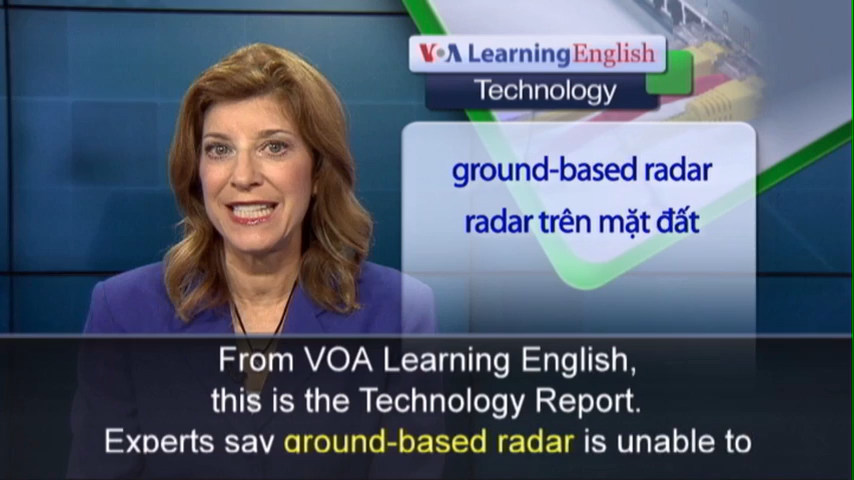 VOA Learning English
Technology
ground-based radar
radar trên mặt đất
From VOA Learning English,
this is the Technology Report.
Experts say ground-based radar is unable to